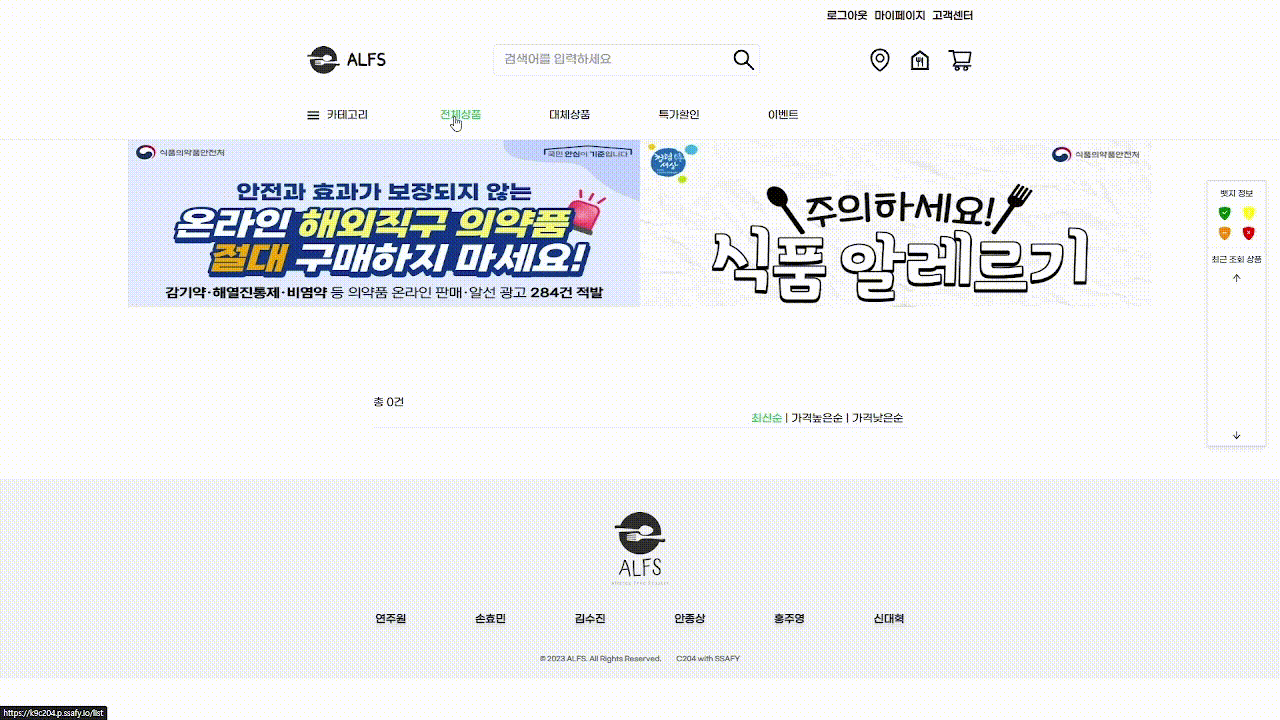 로그아웃 마이페이지 고객센터
ALFS
검색어를 입력하세요
카테고리 전체상품 대체상품 특가할인 이벤트
식품의약품안전처
국민 안심이 기준입니다
안전과 효과가 보장되지 않는
온라인 해외직구 의약품
절대 구매하지 마세요!
감기약·해열진통제·비염약 등 의약품 온라인 판매·알선 광고 284건 적발
식품의약품안전처
주의하세요!
식품 알레르기
뱃지 정보
최근 조회 상품
총 0건
최신순 | 가격높은순 | 가격낮은순
ALFS
연주원 손효민 김수진 안종상 홍주영 신대혁
© 2023 ALFS. All Rights Reserved. C204 with SSAFY
https://k9c204.p.ssafy.io/list